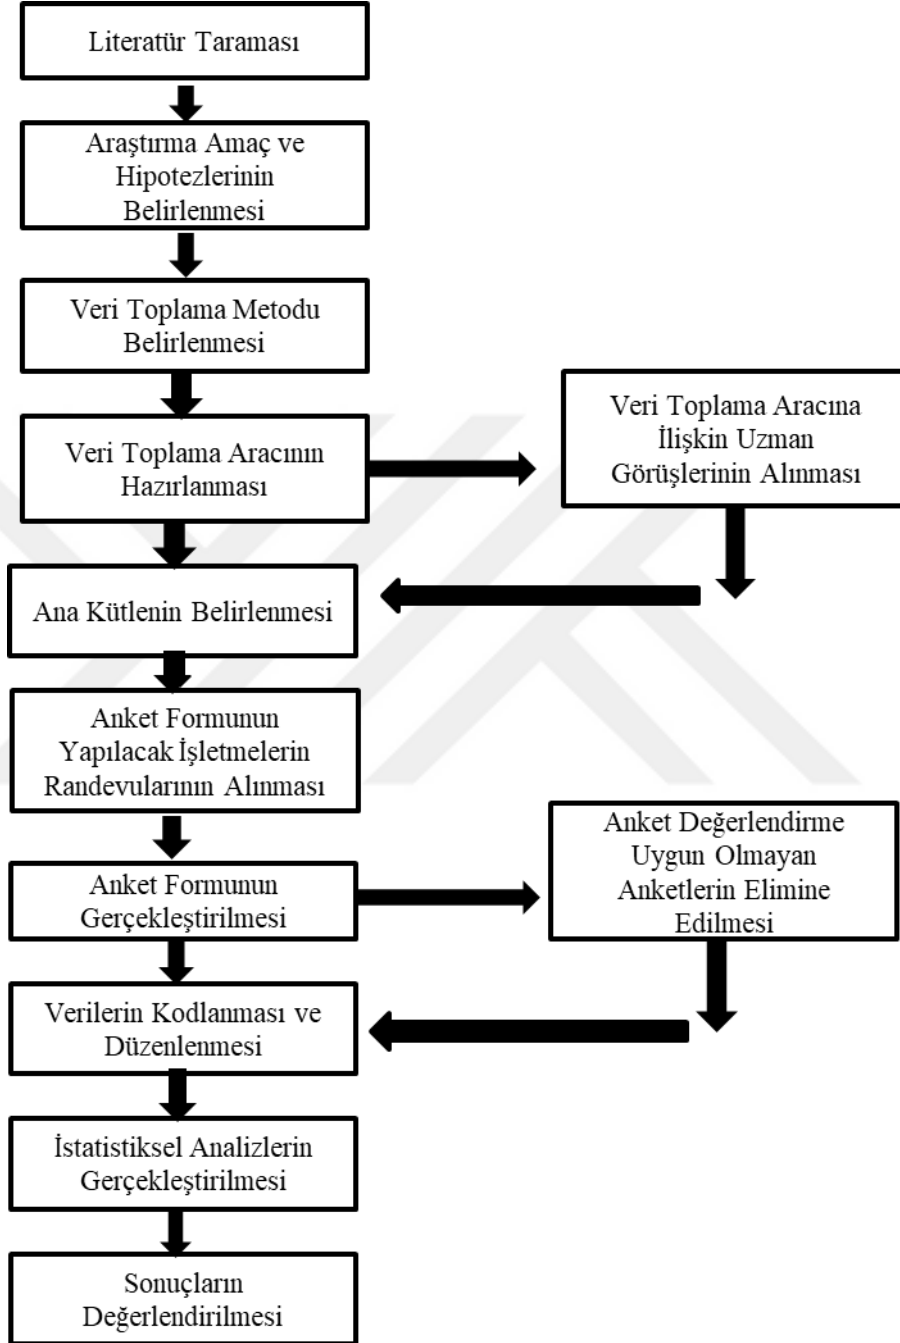 Literatür Taraması
Araştırma Amaç ve
Hipotezlerinin
Belirlenmesi
Veri Toplama Metodu
Belirlenmesi
Veri Toplama Aracının
Hazırlanması
Veri Toplama Aracına
İlişkin Uzman
Görüşlerinin Alınması
Ana Kütlenin Belirlenmesi
Anket Formunun
Yapılacak İşletmelerin
Randevularının Alınması
Anket Formunun
Gerçekleştirilmesi
Anket Değerlendirme
Uygun Olmayan
Anketlerin Elimine
Edilmesi
Verilerin Kodlanması ve
Düzenlenmesi
İstatistiksel Analizlerin
Gerçekleştirilmesi
Sonuçların
Değerlendirilmesi